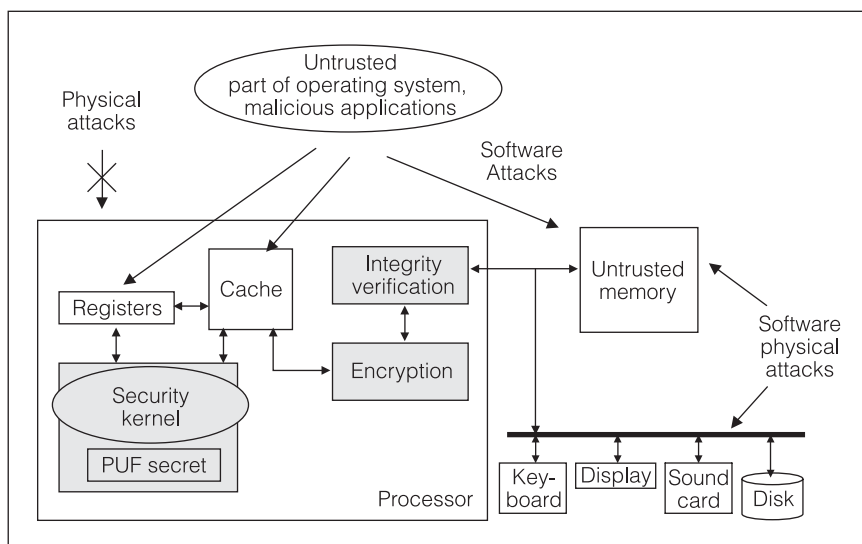 Untrusted
part of operating system,
malicious applications
Physical
attacks
Software
Attacks
Registers
Cache
Integrity
verification
Untrusted
memory
Encryption
Software
physical
attacks
Security
kernel
PUF secret
Processor
Key-
board
Display
Sound
card
Disk